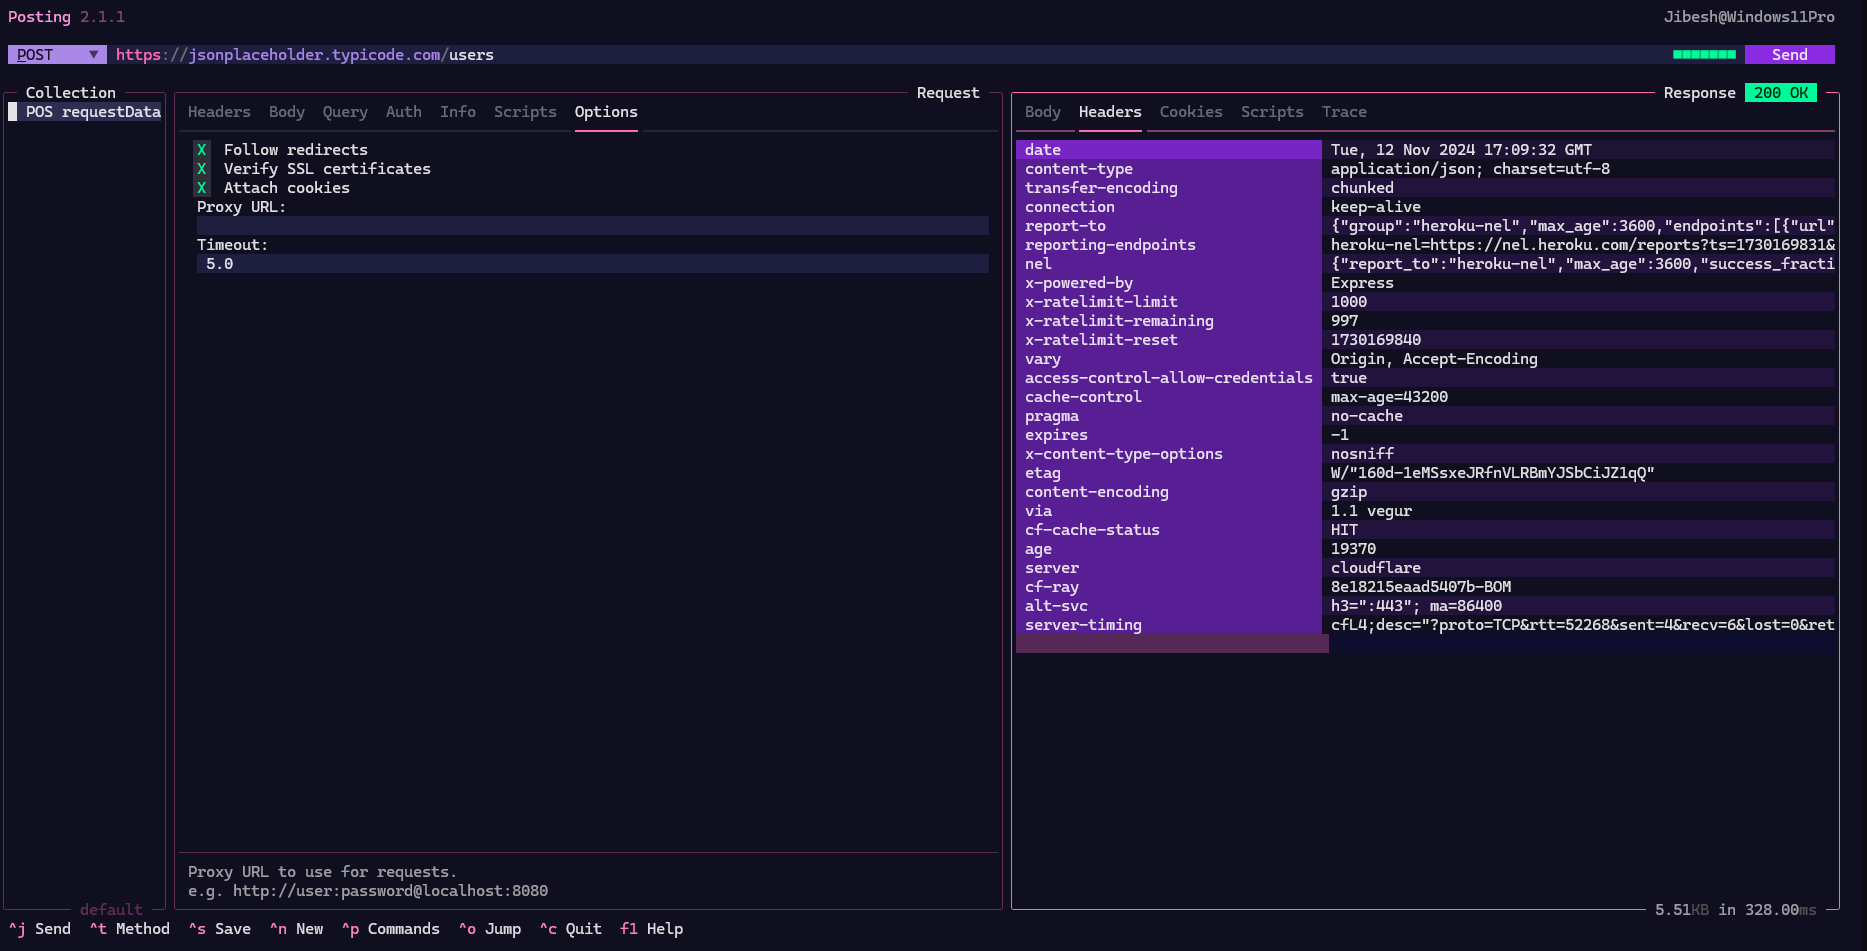 Posting 2.1.1 Jibesh@Windows11Pro
POST ▼ https://jsonplaceholder.typicode.com/users Send
Collection
POS requestData
default
Request
Headers Body Query Auth Info Scripts Options
X Follow redirects
X Verify SSL certificates
X Attach cookies
Proxy URL:
Timeout:
5.0
Proxy URL to use for requests.
e.g. http://user:password@localhost:8080
Response 200 OK
Body Headers Cookies Scripts Trace
date Tue, 12 Nov 2024 17:09:32 GMT
content-type application/json; charset=utf-8
transfer-encoding chunked
connection keep-alive
report-to {"group":"heroku-nel","max_age":3600,"endpoints":[{"url"
reporting-endpoints heroku-nel=https://nel.heroku.com/reports?ts=1730169831&
nel {"report_to":"heroku-nel","max_age":3600,"success_fracti
x-powered-by Express
x-ratelimit-limit 1000
x-ratelimit-remaining 997
x-ratelimit-reset 1730169840
vary Origin, Accept-Encoding
access-control-allow-credentials true
cache-control max-age=43200
pragma no-cache
expires -1
x-content-type-options nosniff
etag W/"160d-1eMSsxeJRfnVLRBmYJSbCiJZ1qQ"
content-encoding gzip
via 1.1 vegur
cf-cache-status HIT
age 19370
server cloudflare
cf-ray 8e18215eaad5407b-BOM
alt-svc h3=":443"; ma=86400
server-timing cfL4;desc="?proto=TCP&rtt=52268&sent=4&recv=6&lost=0&ret
5.51KB in 328.00ms
^j Send ^t Method ^s Save ^n New ^p Commands ^o Jump ^c Quit f1 Help